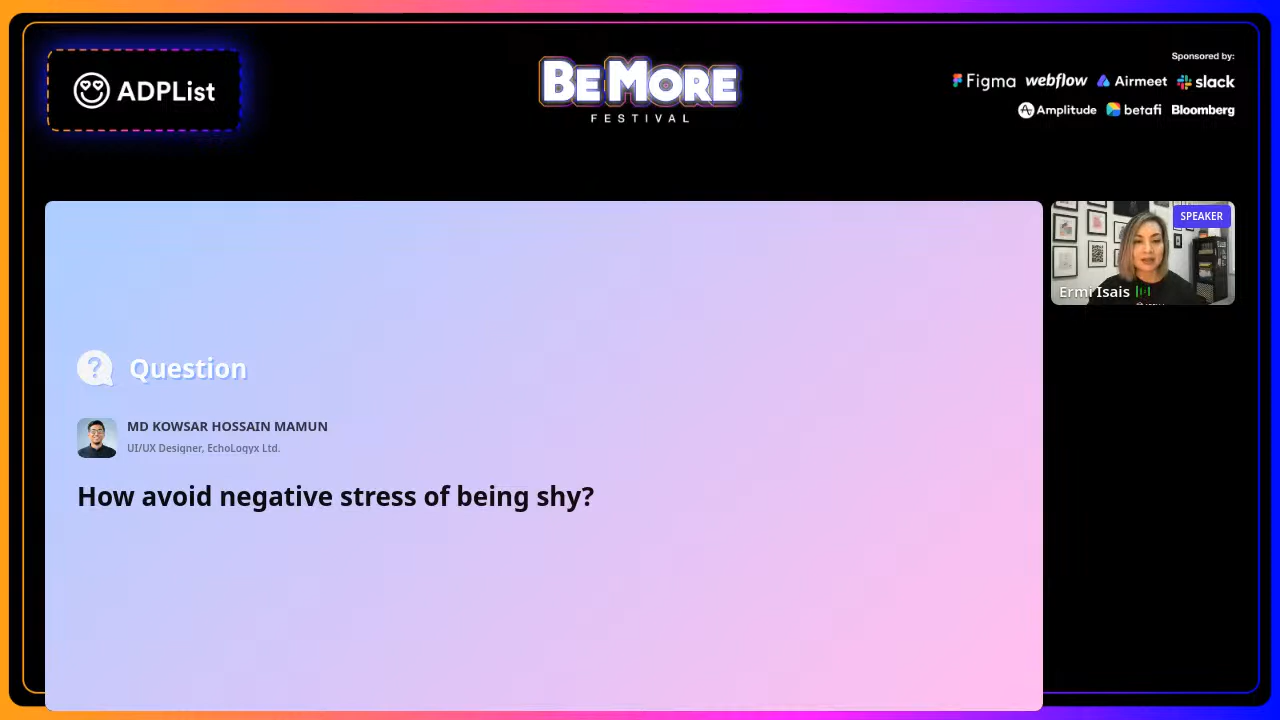 ADPList
BE MORE
FESTIVAL
Sponsored by:
Figma webflow Airmeet slack
Amplitude betafi Bloomberg
SPEAKER
Ermi Isais
Question
MD KOWSAR HOSSAIN MAMUN
UI/UX Designer, EchoLogyx Ltd.
How avoid negative stress of being shy?